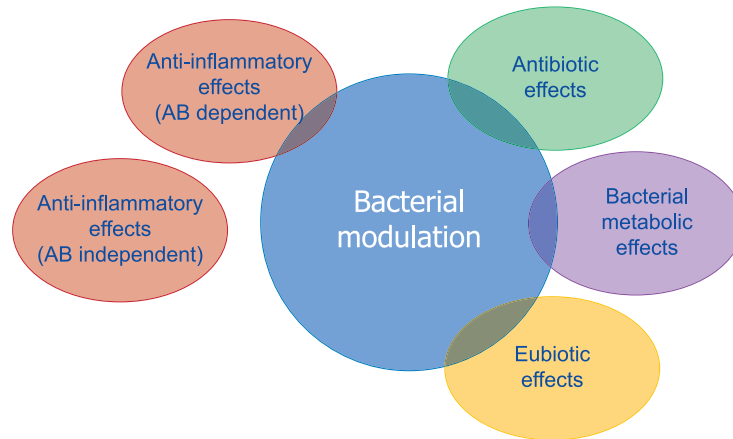 Anti-inflammatory
effects
(AB dependent)
Antibiotic
effects
Anti-inflammatory
effects
(AB independent)
Bacterial
modulation
Bacterial
metabolic
effects
Eubiotic
effects